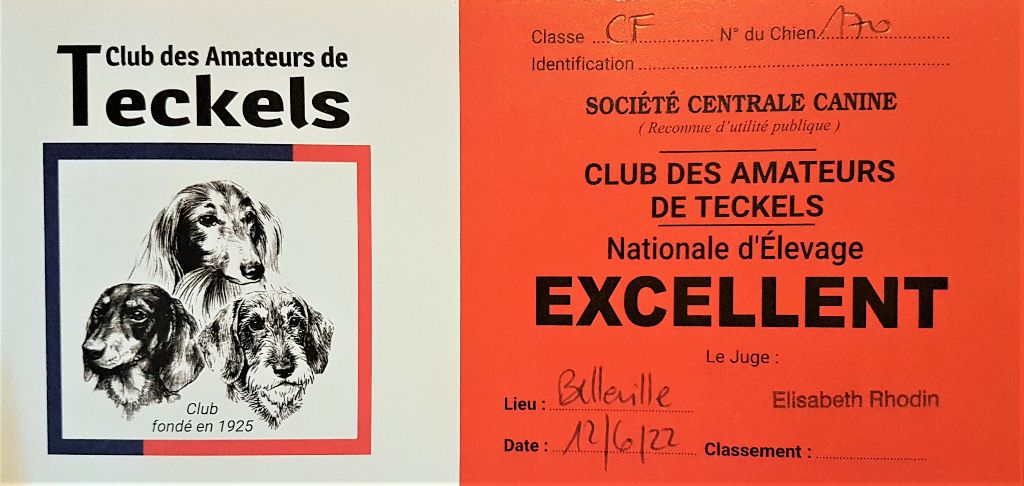 Club des Amateurs de
Teckels
Club
fondé en 1925
Classe CF N° du Chien 170
Identification
SOCIÉTÉ CENTRALE CANINE
( Reconnue d'utilité publique )
CLUB DES AMATEURS
DE TECKELS
Nationale d'Élevage
EXCELLENT
Le Juge :
Lieu : Belleville
Elisabeth Rhodin
Date : 12/6/22 Classement :